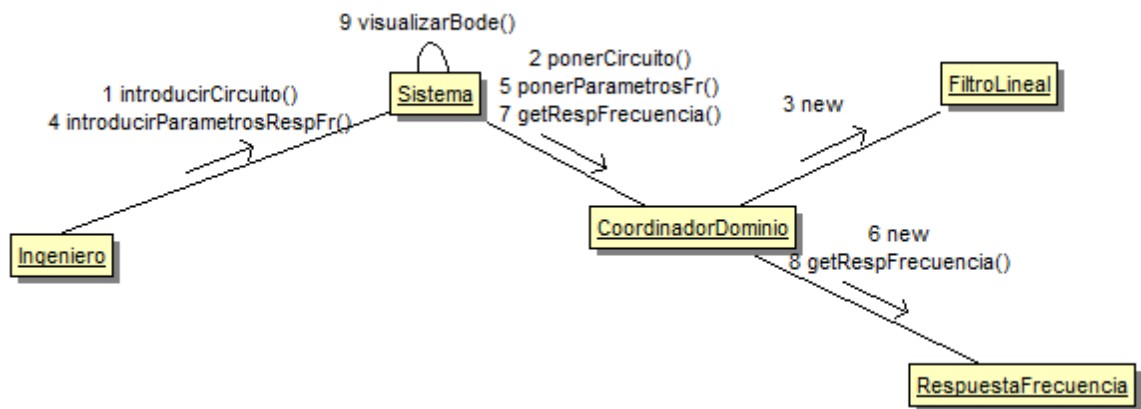 9 visualizarBode()
Sistema
1 introducirCircuito()
4 introducirParametrosRespFr()
2 ponerCircuito()
5 ponerParametrosFr()
7 getRespFrecuencia()
FiltroLineal
3 new
Ingeniero
CoordinadorDominio
6 new
8 getRespFrecuencia()
RespuestaFrecuencia